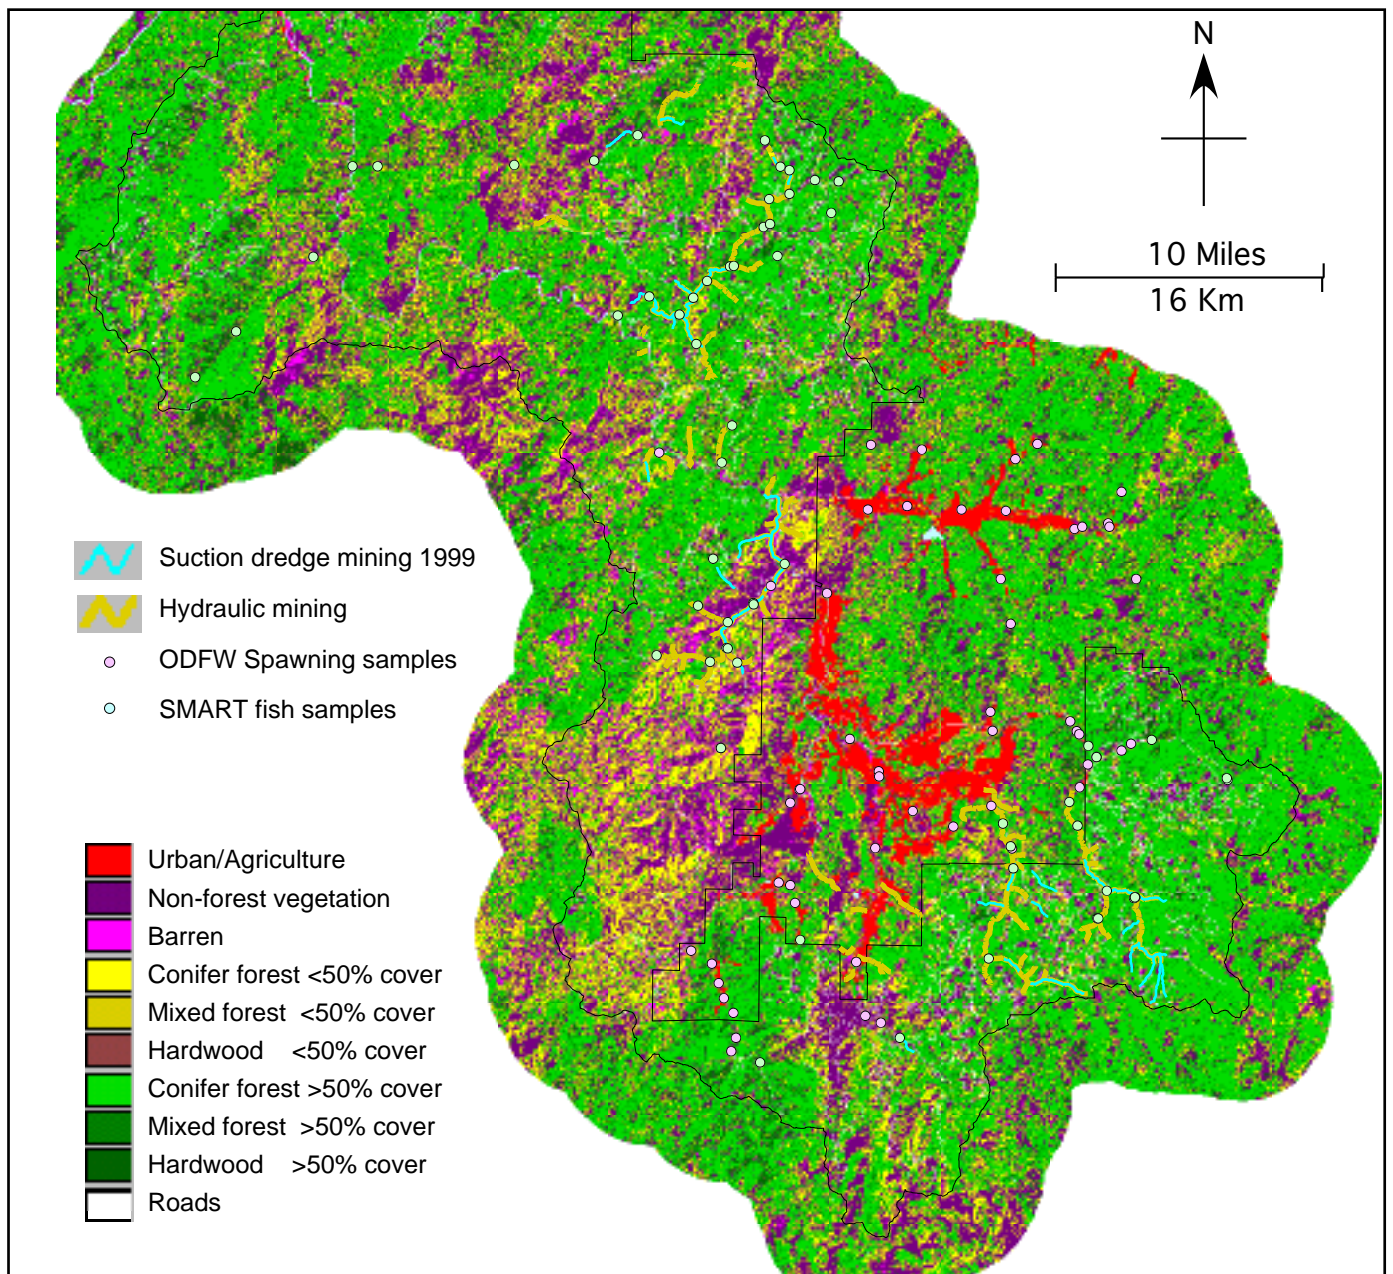 N
10 Miles
16 Km
Suction dredge mining 1999
Hydraulic mining
ODFW Spawning samples
SMART fish samples
Urban/Agriculture
Non-forest vegetation
Barren
Conifer forest <50% cover
Mixed forest <50% cover
Hardwood <50% cover
Conifer forest >50% cover
Mixed forest >50% cover
Hardwood >50% cover
Roads